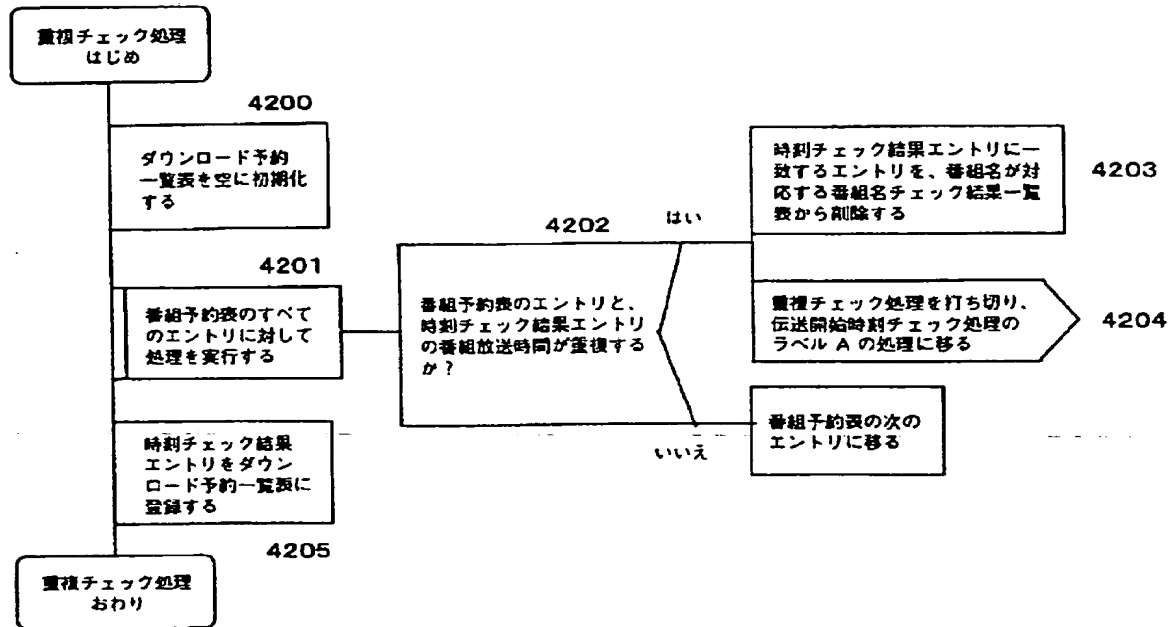 重複チェック処理
はじめ
4200
ダウンロード予約
一覧表を空に初期化
する
4201
番組予約表のすべて
のエントリに対して
処理を実行する
4202
番組予約表のエントリと、
時刻チェック結果エントリ
の番組放送時間が重複する
か？
はい
時刻チェック結果エントリに一
致するエントリを、番組名が対
応する番組名チェック結果一覧
表から削除する
4203
重複チェック処理を打ち切り、
伝送開始時刻チェック処理の
ラベル A の処理に移る
4204
いいえ
番組予約表の次の
エントリに移る
時刻チェック結果
エントリをダウン
ロード予約一覧表に
登録する
4205
重複チェック処理
おわり